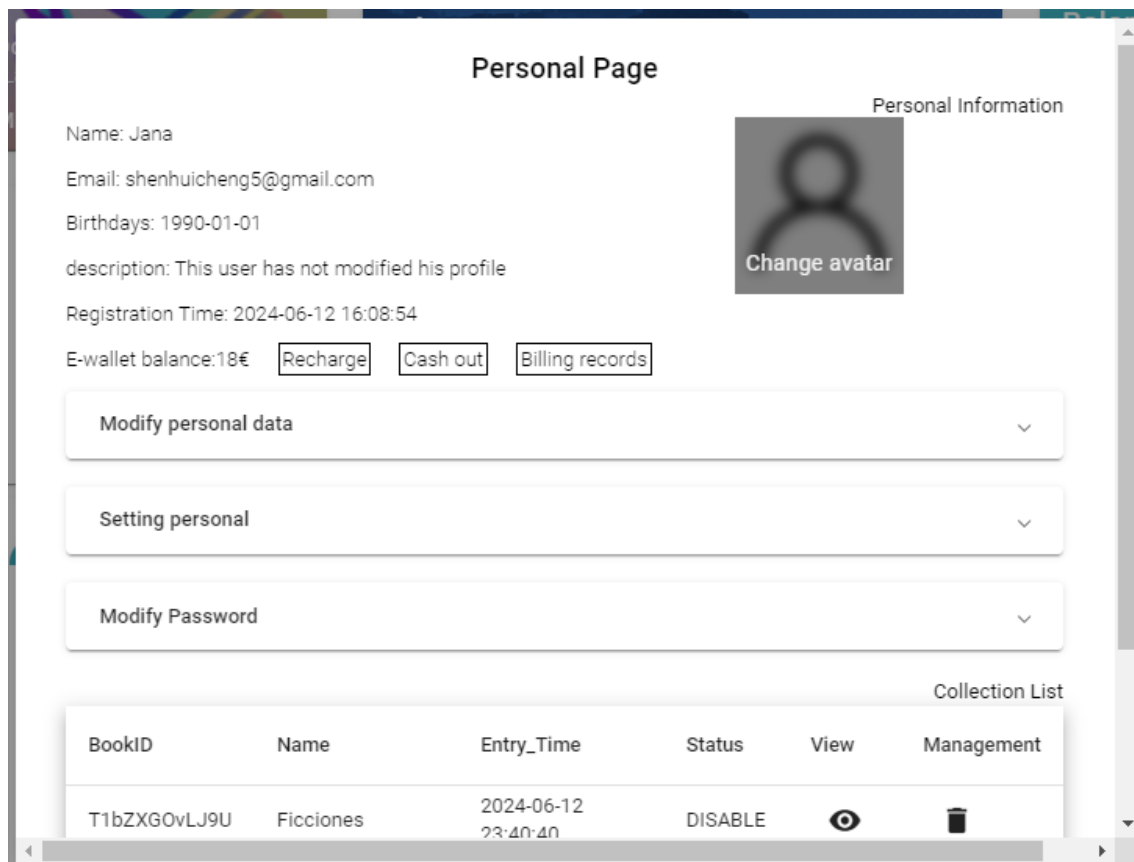 Personal Page
Personal Information
Name: Jana
Email: shenhuicheng5@gmail.com
Birthdays: 1990-01-01
description: This user has not modified his profile
Registration Time: 2024-06-12 16:08:54
Change avatar
E-wallet balance:18€ Recharge Cash out Billing records
Modify personal data
Setting personal
Modify Password
Collection List
BookID Name Entry_Time Status View Management
T1bZXGOvLJ9U Ficciones 2024-06-12 23:40:40 DISABLE